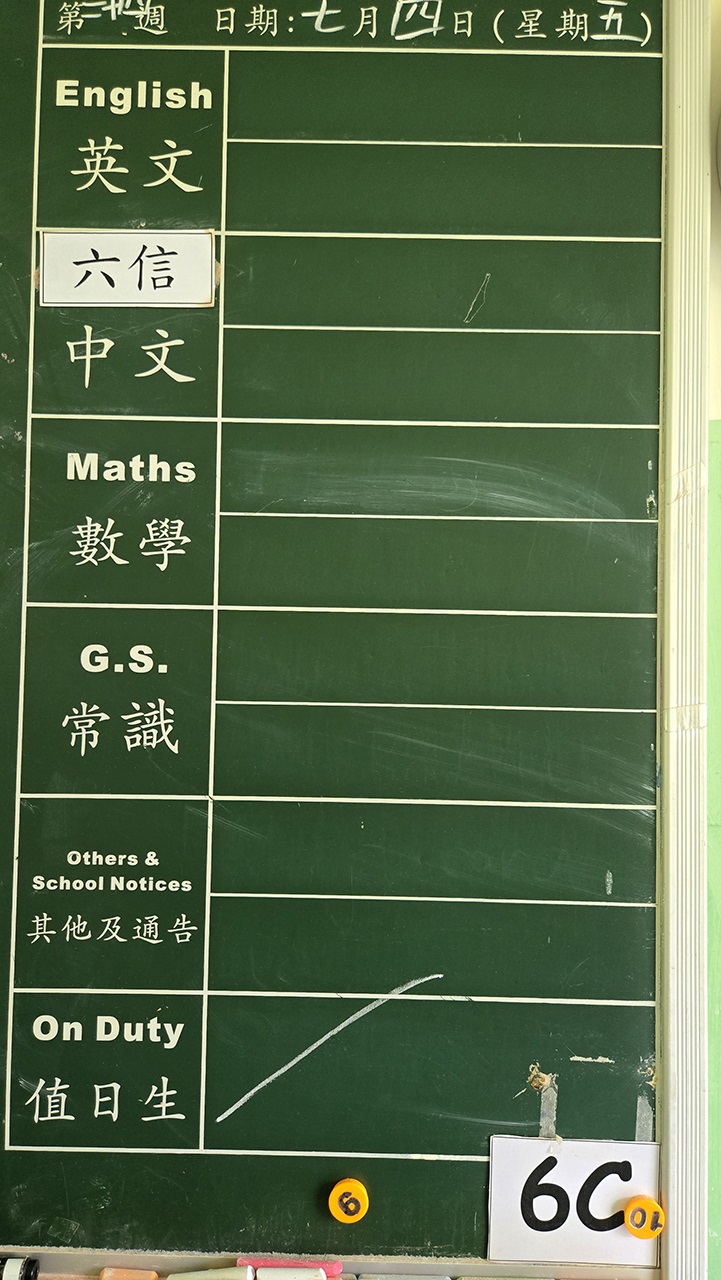 第 週 日期:七月四日(星期五)
English
英文
六信
中文
Maths
數學
G.S.
常識
Others &
School Notices
其他及通告
On Duty
值日生
6C
6
10